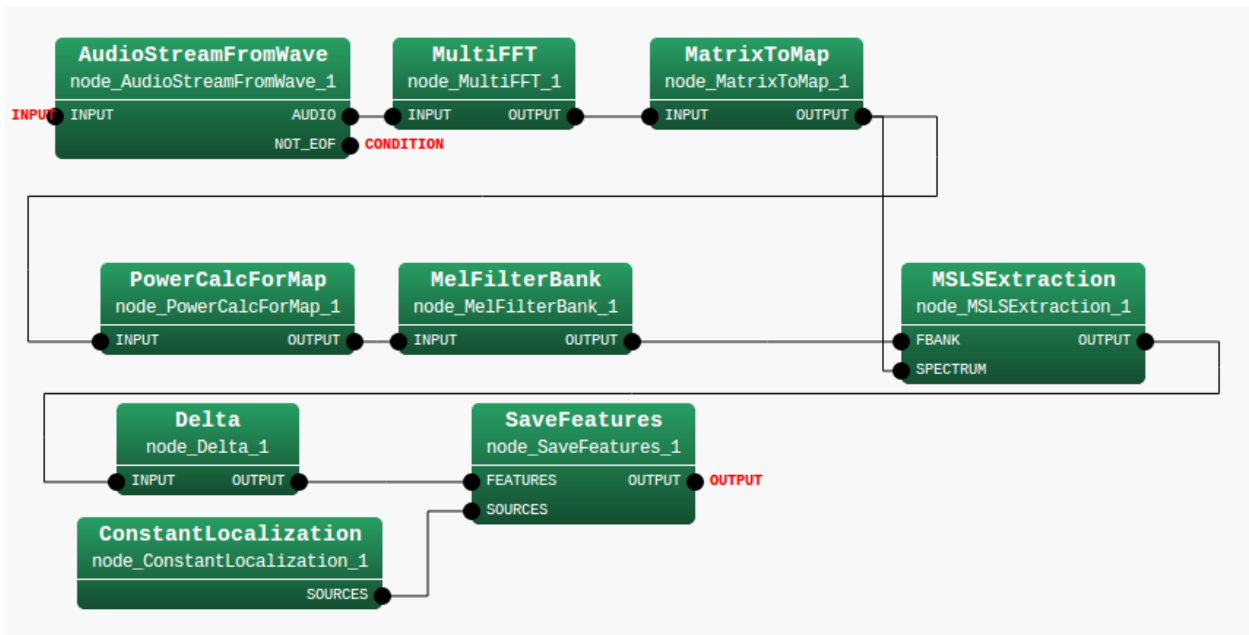 AudioStreamFromWave
node_AudioStreamFromWave_1
INPUT INPUT AUDIO
NOT_EOF CONDITION
MultiFFT
node_MultiFFT_1
INPUT OUTPUT
MatrixToMap
node_MatrixToMap_1
INPUT OUTPUT
PowerCalcForMap
node_PowerCalcForMap_1
INPUT OUTPUT
MelFilterBank
node_MelFilterBank_1
INPUT OUTPUT
MSLSExtraction
node_MSLSExtraction_1
FBANK OUTPUT
SPECTRUM
Delta
node_Delta_1
INPUT OUTPUT
SaveFeatures
node_SaveFeatures_1
FEATURES OUTPUT OUTPUT
SOURCES
ConstantLocalization
node_ConstantLocalization_1
SOURCES